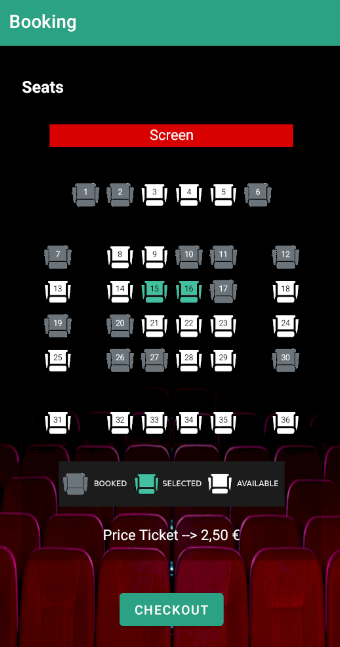 Booking
Seats
Screen
1 2 3 4 5 6
7 8 9 10 11 12
13 14 15 16 17 18
19 20 21 22 23 24
25 26 27 28 29 30
31 32 33 34 35 36
BOOKED SELECTED AVAILABLE
Price Ticket --> 2,50 €
CHECKOUT